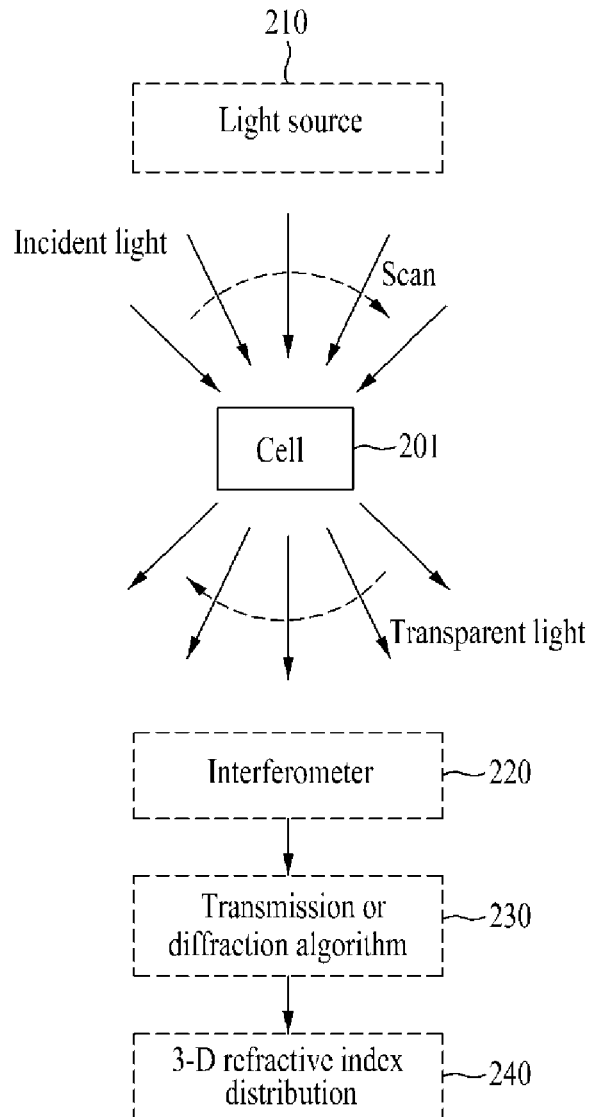 210
Light source
Incident light
Scan
Cell
201
Transparent light
Interferometer
220
Transmission or
diffraction algorithm
230
3-D refractive index
distribution
240